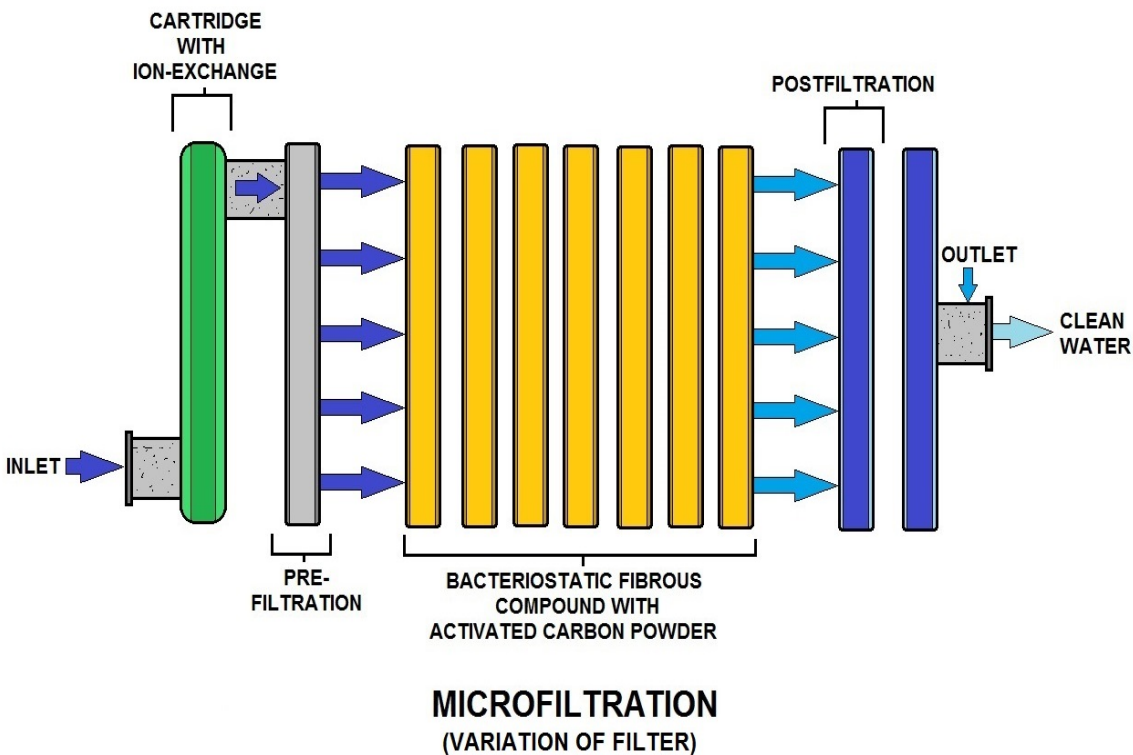 CARTRIDGE
WITH
ION-EXCHANGE
POSTFILTRATION
OUTLET
CLEAN
WATER
INLET
PRE-
FILTRATION
BACTERIOSTATIC FIBROUS
COMPOUND WITH
ACTIVATED CARBON POWDER
MICROFILTRATION
(VARIATION OF FILTER)